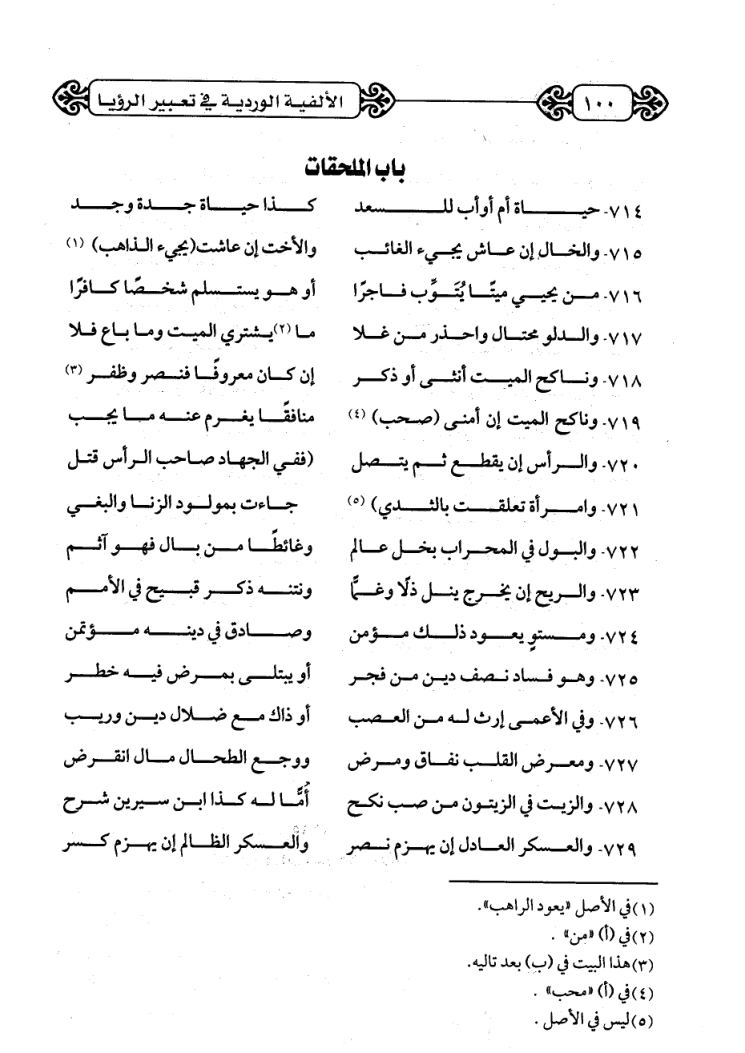 ١٠٠ الألفية الوردية في تعبير الرؤيا
باب الملحقات
٧١٤- حياة أم أو أب للسعد كذا حياة جدة وجد
٧١٥- والخال إن عاش يجيء الغائب والأخت إن عاشت (يجيء الذاهب) (١)
٧١٦- من يحيي ميتًا يُتَوِّب فاجرًا أو هو يستسلم شخصًا كافرًا
٧١٧- والدلو محتال واحذر من غلا ما (٢) يشتري الميت وما باع فلا
٧١٨- وناكح الميت أنثى أو ذكر إن كان معروفًا فنصر وظفر (٣)
٧١٩- وناكح الميت إن أمنى (صحب) (٤) منافقًا يغرم عنه ما يجب
٧٢٠- والرأس إن يقطع ثم يتصل (ففي الجهاد صاحب الرأس قتل
٧٢١- وامرأة تعلقت بالثدي) (٥) جاءت بمولود الزنا والبغي
٧٢٢- والبول في المحراب بخل عالم وغائطًا من بال فهو آثم
٧٢٣- والريح إن يخرج ينل ذلًا وغمًّا ونتنه ذكر قبيح في الأمم
٧٢٤- ومستوٍ يعود ذلك مؤمن وصادق في دينه مؤتمن
٧٢٥- وهو فساد نصف دين من فجر أو يبتلى بمرض فيه خطر
٧٢٦- وفي الأعمى إرث له من العصب أو ذاك مع ضلال دين وريب
٧٢٧- ومعرض القلب نفاق ومرض ووجع الطحال مال انقرض
٧٢٨- والزيت في الزيتون من صب نكح أُمًّا له كذا ابن سيرين شرح
٧٢٩- والعسكر العادل إن يهزم نصر والعسكر الظالم إن يهزم كسر
(١) في الأصل «يعود الراهب».
(٢) في (أ) «من» .
(٣) هذا البيت في (ب) بعد تاليه.
(٤) في (أ) «محب» .
(٥) ليس في الأصل .